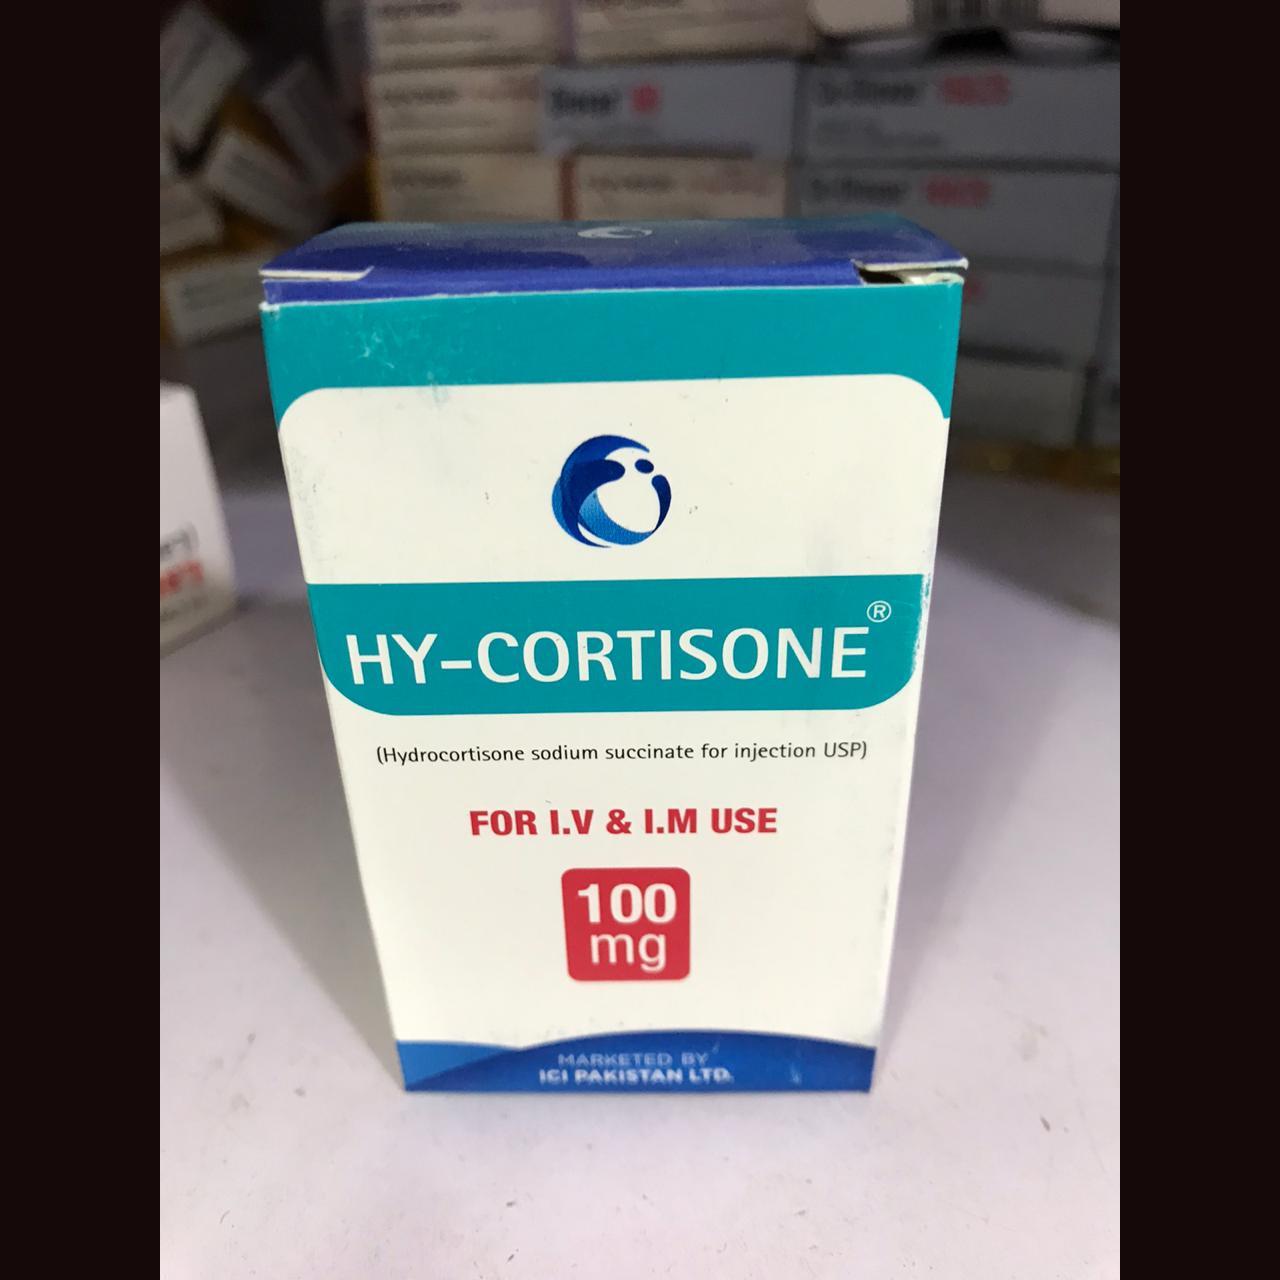 HY-CORTISONE®
(Hydrocortisone sodium succinate for injection USP)
FOR I.V & I.M USE
100
mg
MARKETED BY
ICI PAKISTAN LTD.